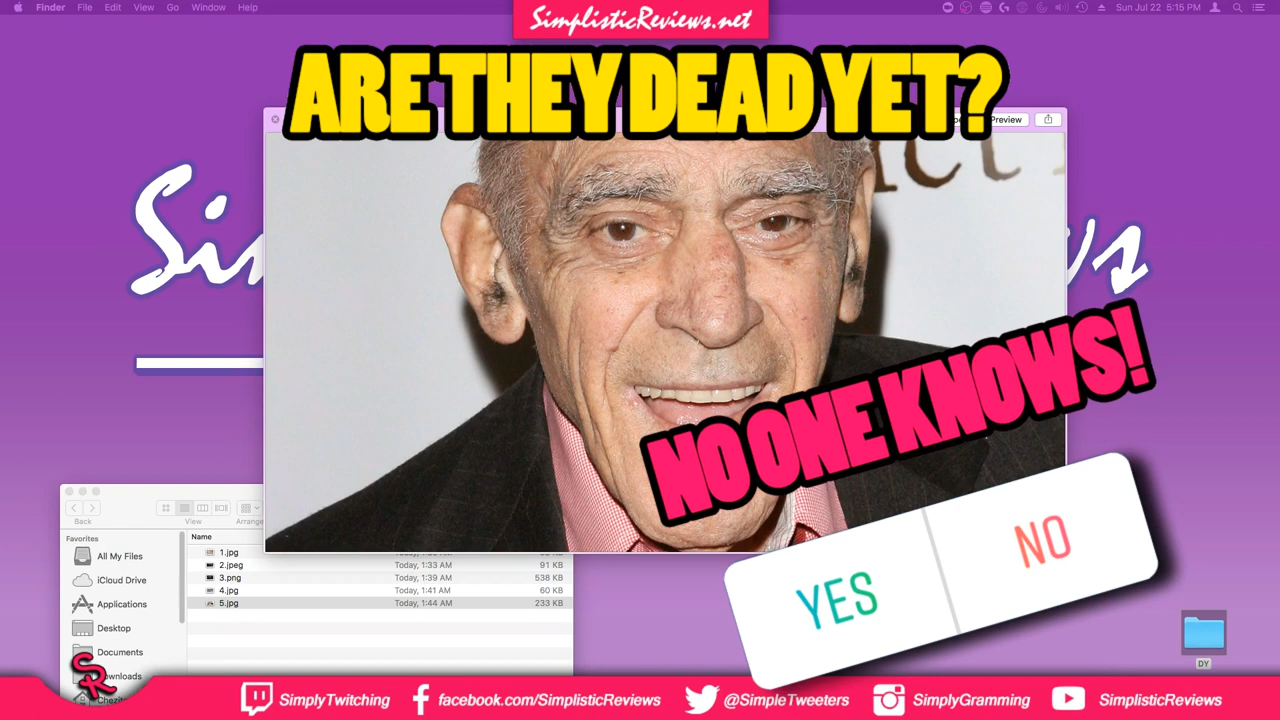 Finder File Edit View Go Window Help
Sun Jul 22 5:15 PM
SimplisticReviews.net
ARE THEY DEAD YET?
Preview
NO ONE KNOWS!
YES
NO
Back
View
Name
Favorites
All My Files
iCloud Drive
Applications
Desktop
Documents
1.jpg
2.jpeg Today, 1:33 AM 91 KB
3.png Today, 1:39 AM 538 KB
4.jpg Today, 1:41 AM 60 KB
5.jpg Today, 1:44 AM 233 KB
DY
SR
SimplyTwitching
facebook.com/SimplisticReviews
@SimpleTweeters
SimplyGramming
SimplisticReviews